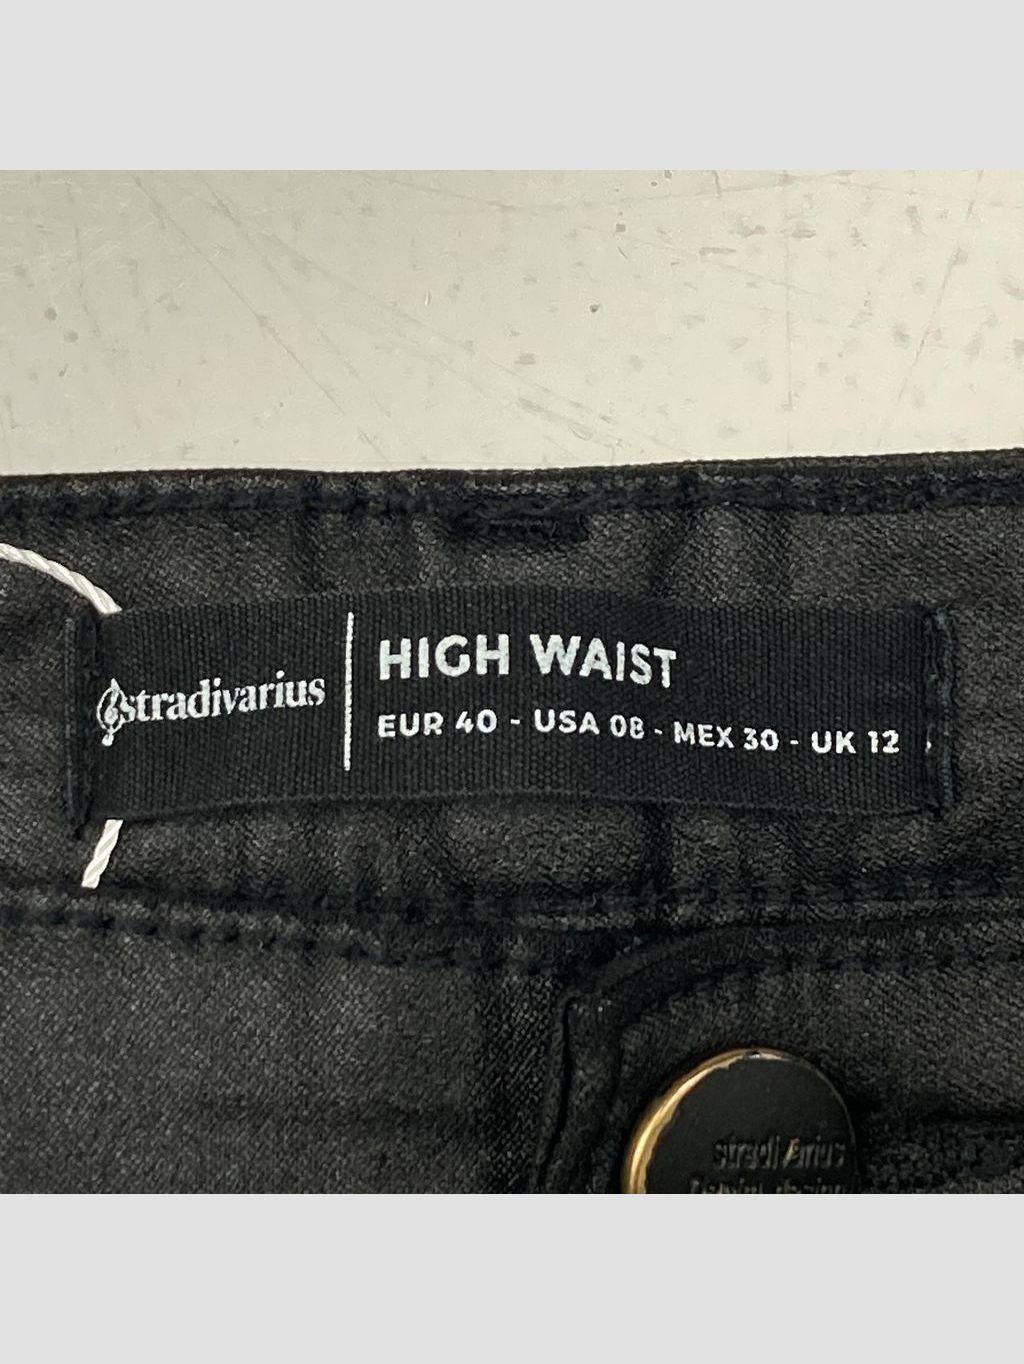 stradivarius
HIGH WAIST
EUR 40 - USA 08 - MEX 30 - UK 12
stradivarius